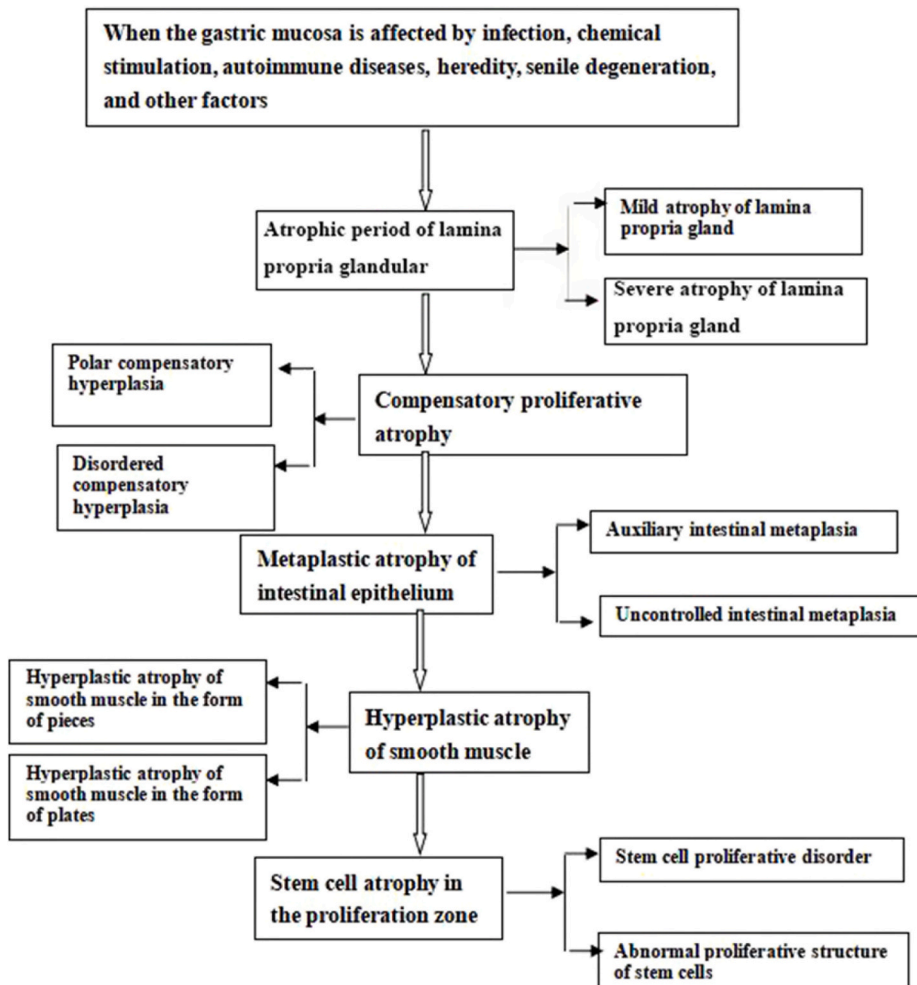 When the gastric mucosa is affected by infection, chemical
stimulation, autoimmune diseases, heredity, senile degeneration,
and other factors
Atrophic period of lamina
propria glandular
Mild atrophy of lamina
propria gland
Severe atrophy of lamina
propria gland
Polar compensatory
hyperplasia
Compensatory proliferative
atrophy
Disordered
compensatory
hyperplasia
Metaplastic atrophy of
intestinal epithelium
Auxiliary intestinal metaplasia
Uncontrolled intestinal metaplasia
Hyperplastic atrophy of
smooth muscle in the form
of pieces
Hyperplastic atrophy
of smooth muscle
Hyperplastic atrophy of
smooth muscle in the form
of plates
Stem cell atrophy in
the proliferation zone
Stem cell proliferative disorder
Abnormal proliferative structure
of stem cells